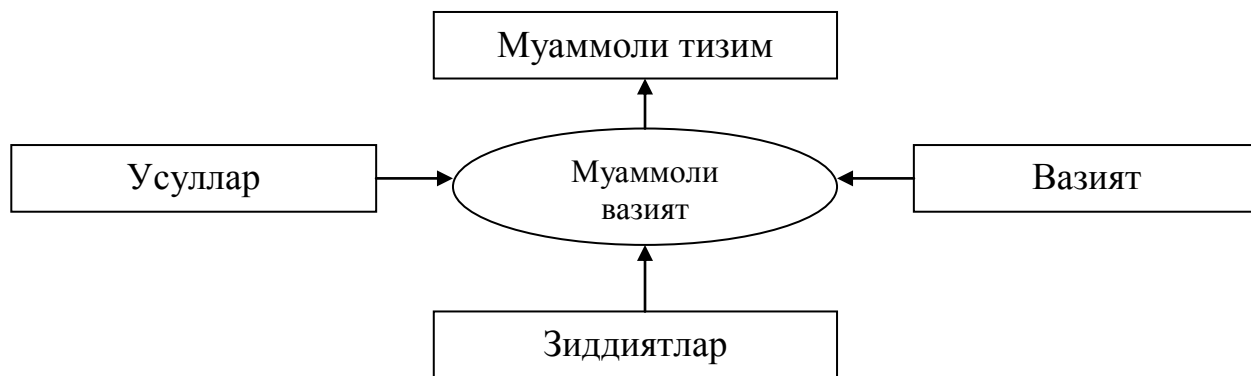 Муаммоли тизим
Усуллар
Муаммоли
вазият
Вазият
Зиддиятлар